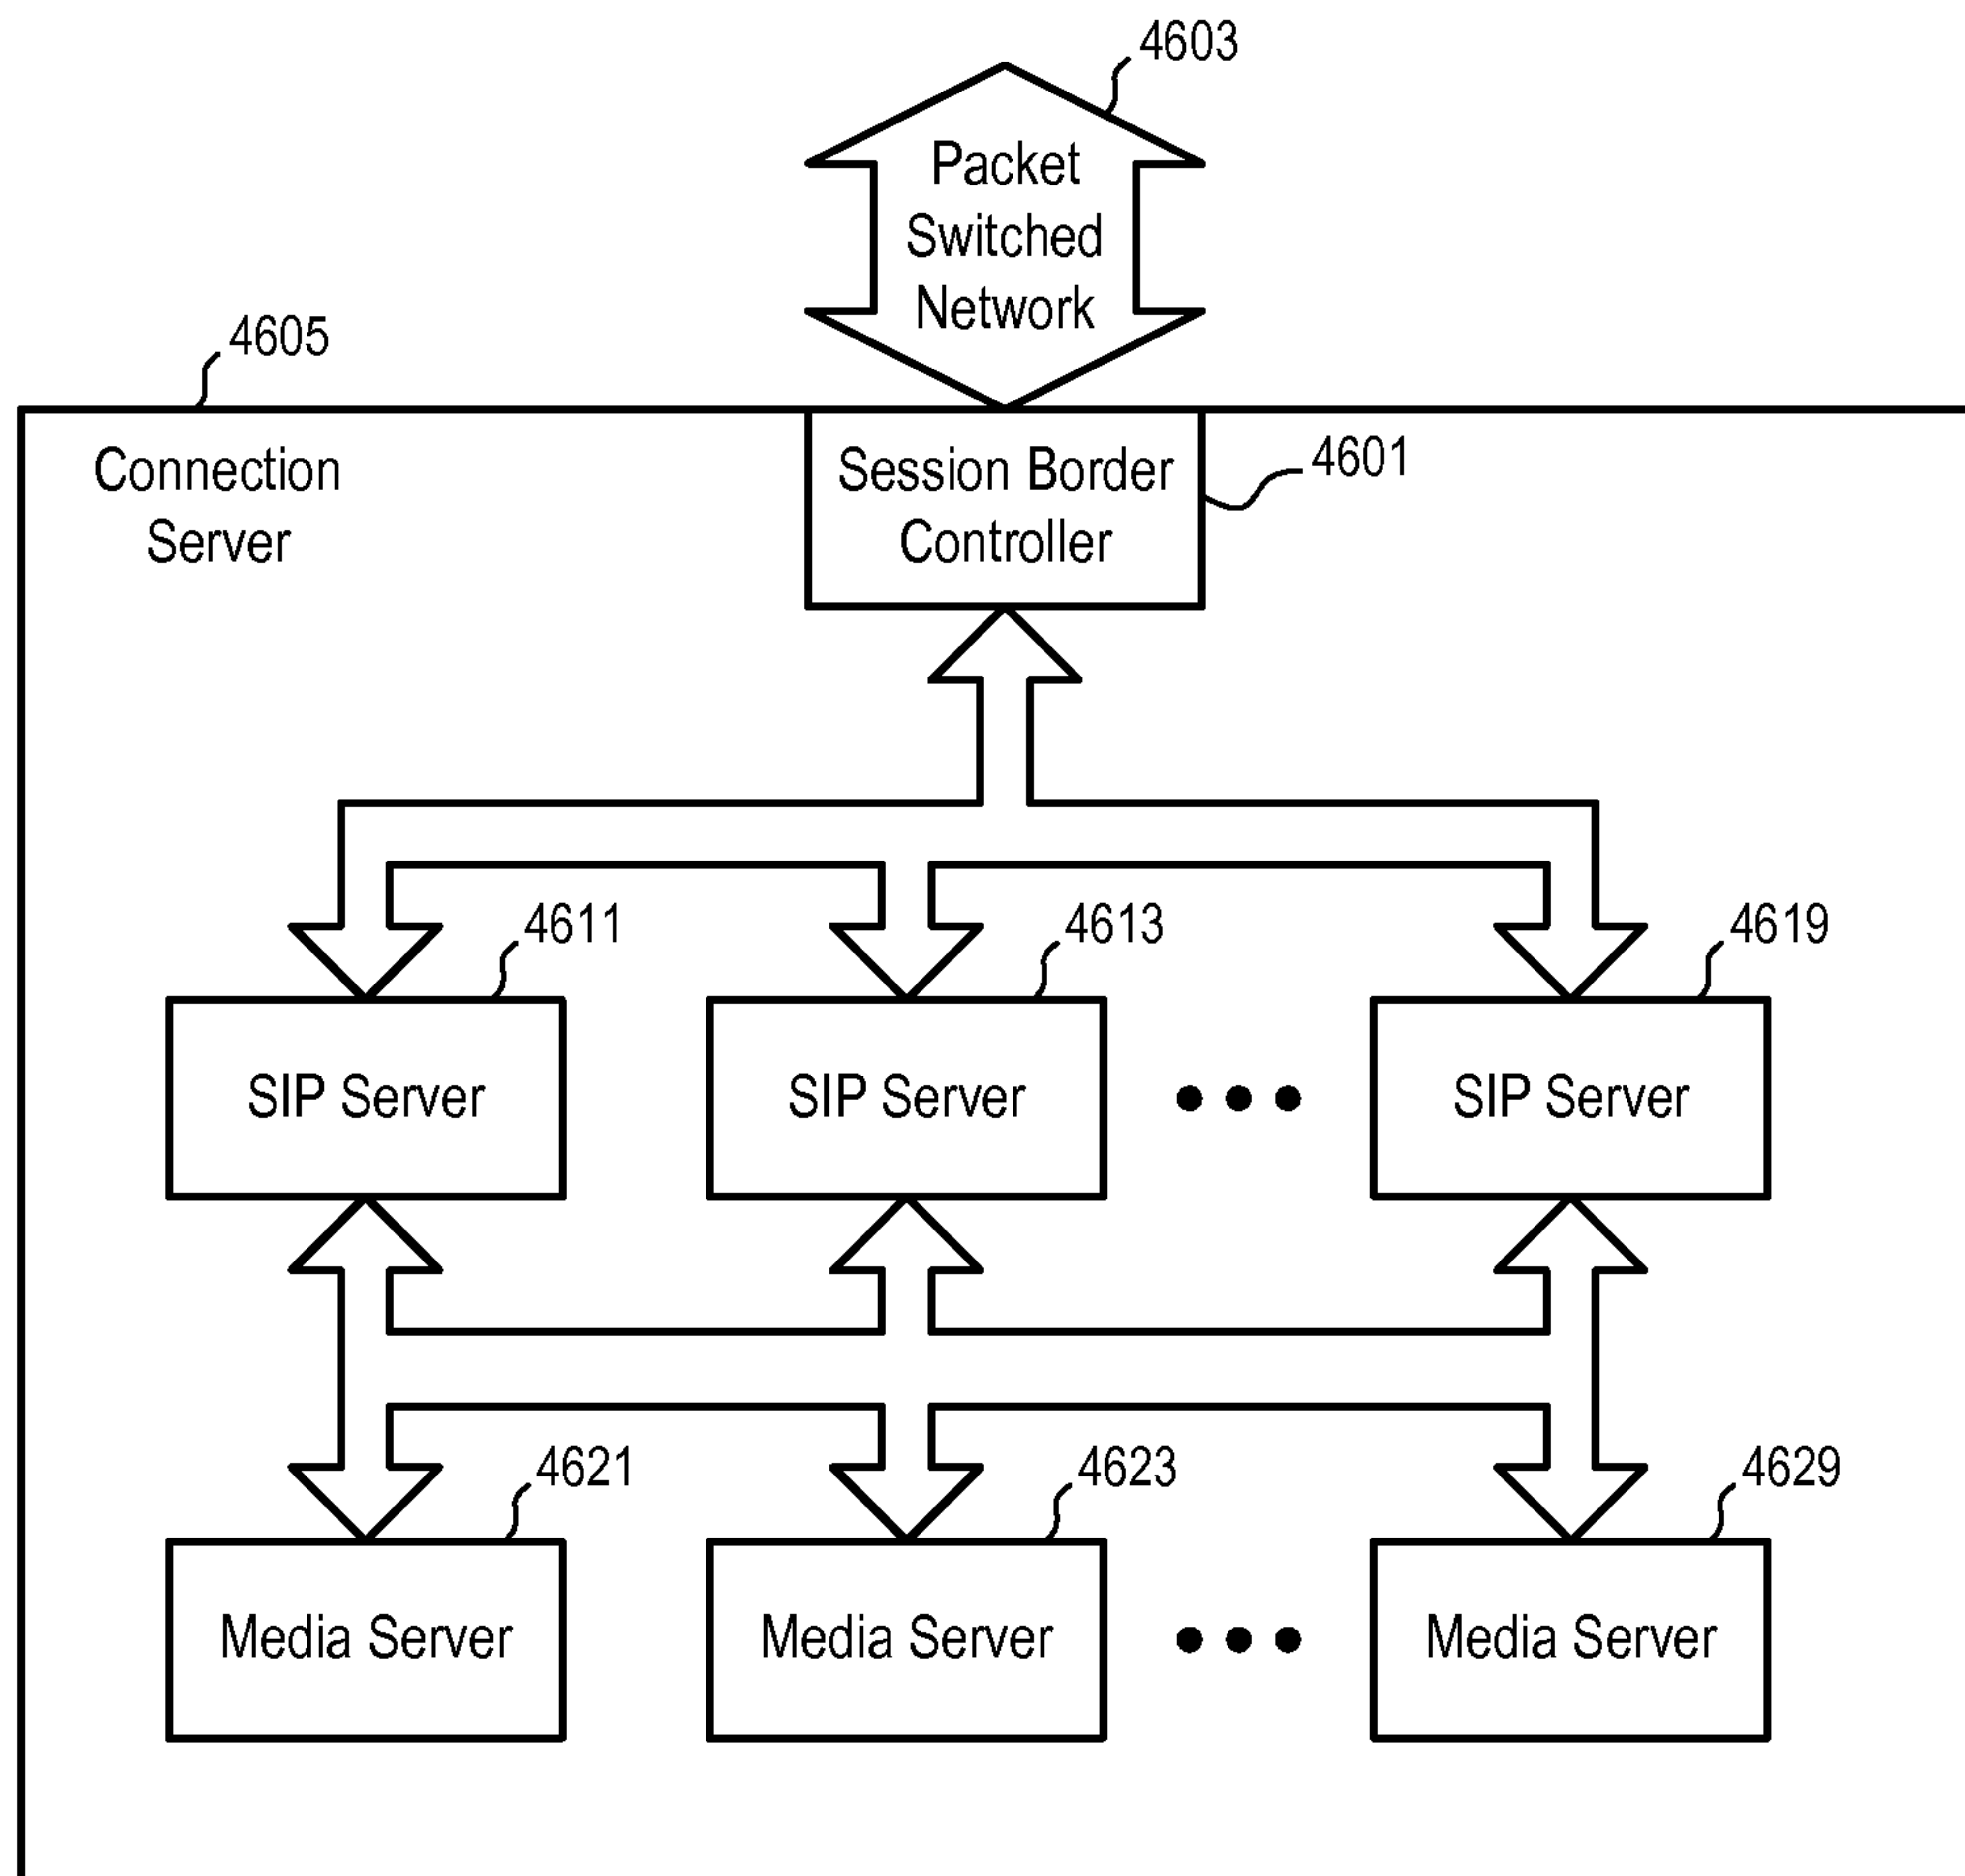 4603
Packet
Switched
Network
4605
Connection
Server
Session Border
Controller
4601
4611
4613
4619
SIP Server
SIP Server
SIP Server
4621
4623
4629
Media Server
Media Server
Media Server